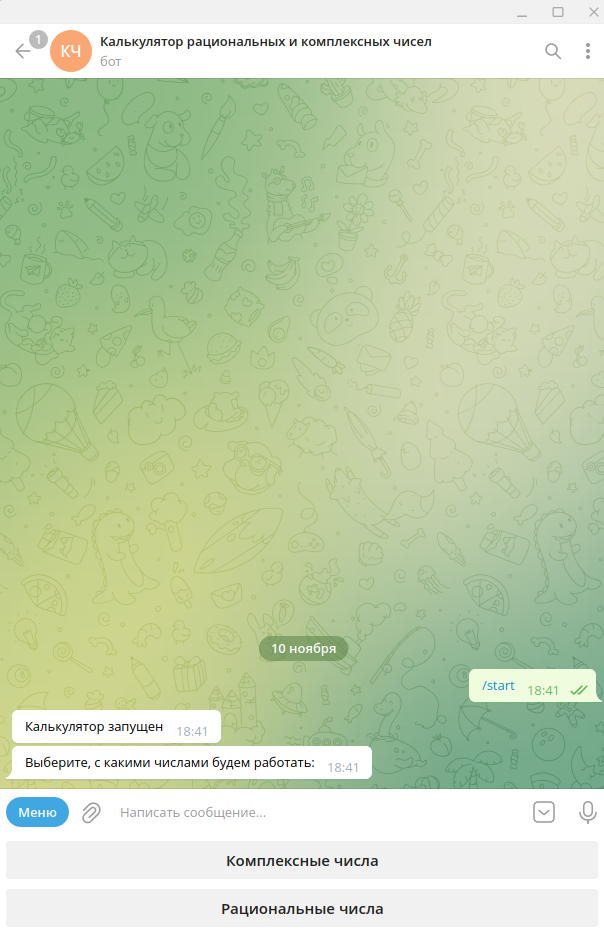 1
КЧ
Калькулятор рациональных и комплексных чисел
бот
10 ноября
/start 18:41
Калькулятор запущен 18:41
Выберите, с какими числами будем работать: 18:41
Меню
Написать сообщение...
Комплексные числа
Рациональные числа